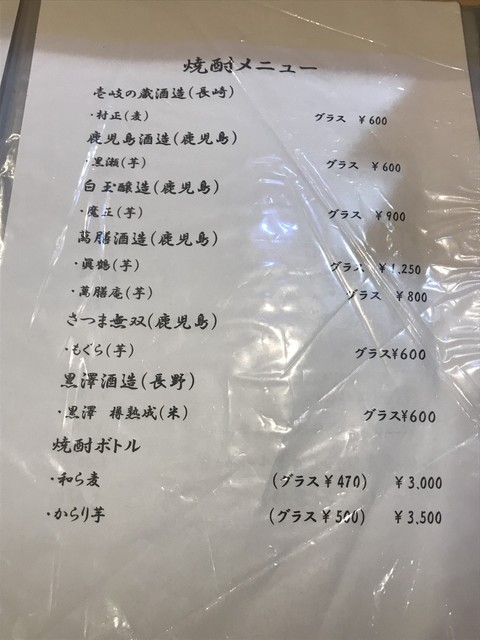 焼酎メニュー
壱岐の蔵酒造(長崎)
・村正(麦) グラス ¥600
鹿児島酒造(鹿児島)
・黒瀬(芋) グラス ¥600
白玉醸造(鹿児島)
・魔王(芋) グラス ¥900
萬膳酒造(鹿児島)
・眞鶴(芋) グラス ¥1,250
・萬膳庵(芋) グラス ¥800
さつま無双(鹿児島)
・もぐら(芋) グラス¥600
黒澤酒造(長野)
・黒澤 樽熟成(米) グラス¥600
焼酎ボトル
・和ら麦 (グラス¥470) ¥3,000
・からり芋 (グラス¥500) ¥3,500